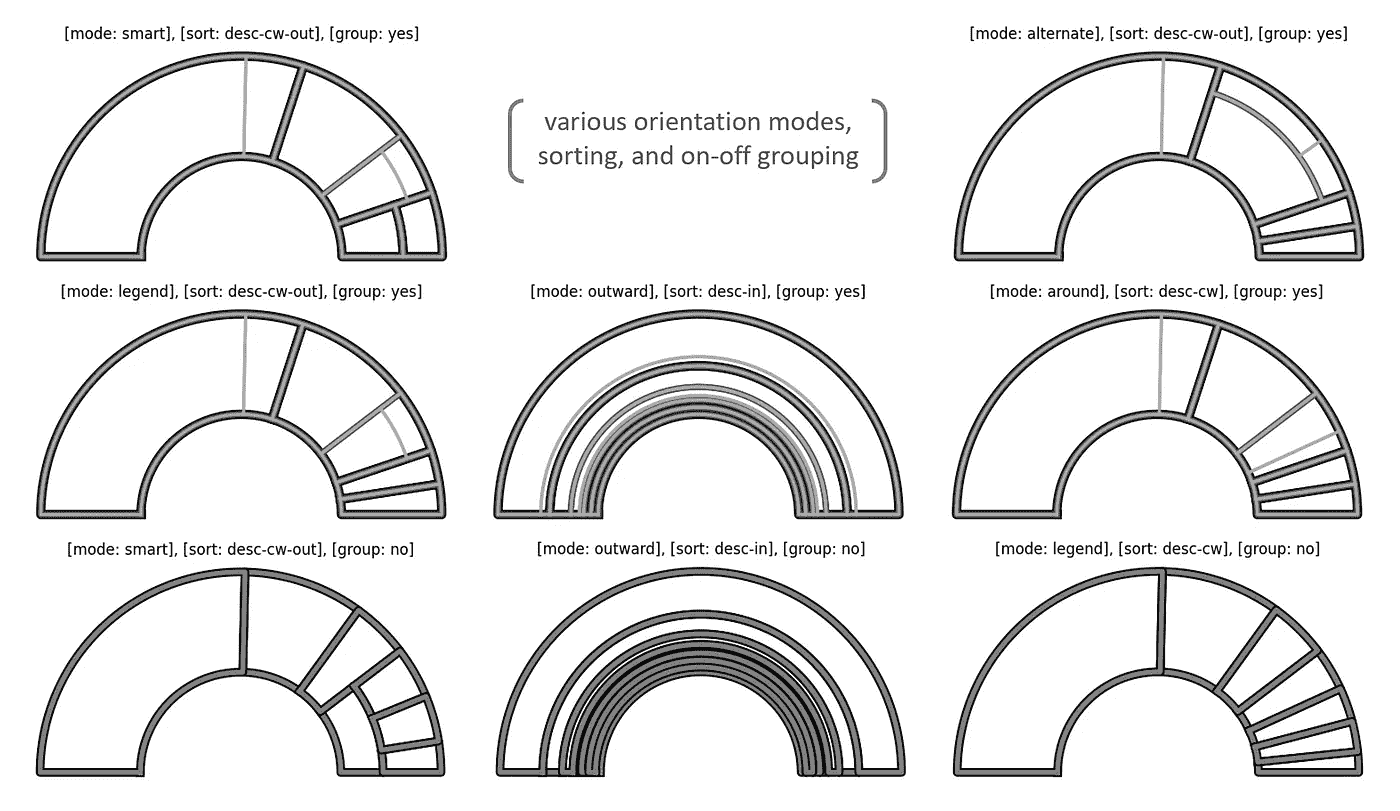 [mode: smart], [sort: desc-cw-out], [group: yes]
various orientation modes,
sorting, and on-off grouping
[mode: alternate], [sort: desc-cw-out], [group: yes]
[mode: legend], [sort: desc-cw-out], [group: yes]
[mode: outward], [sort: desc-in], [group: yes]
[mode: around], [sort: desc-cw], [group: yes]
[mode: smart], [sort: desc-cw-out], [group: no]
[mode: outward], [sort: desc-in], [group: no]
[mode: legend], [sort: desc-cw], [group: no]